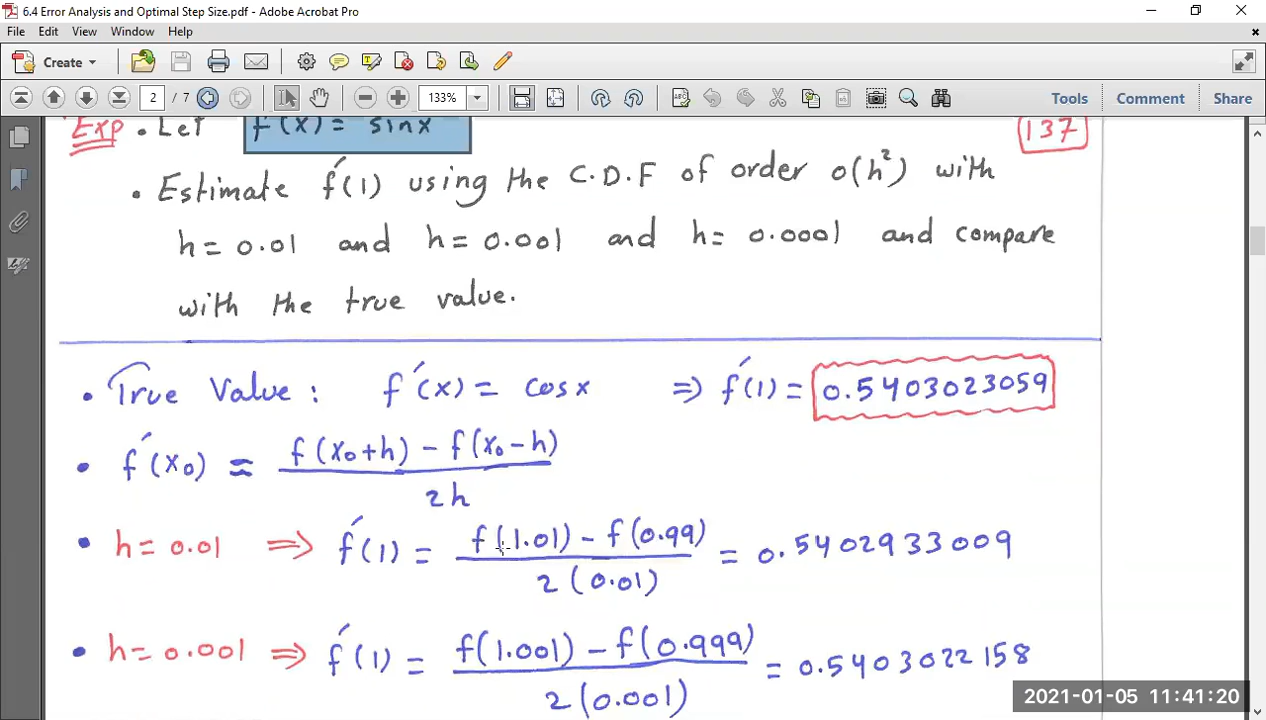 6.4 Error Analysis and Optimal Step Size.pdf - Adobe Acrobat Pro
File Edit View Window Help
Create
2 / 7 133% Tools Comment Share
Exp • Let f(x) = sinx 137
• Estimate f'(1) using the C.D.F of order O(h²) with
h = 0.01 and h = 0.001 and h = 0.0001 and compare
with the true value.
• True Value : f'(x) = cosx ⇒ f'(1) = 0.5403023059
• f'(x₀) ≈ f(x₀+h) - f(x₀-h) / 2h
• h = 0.01 ⇒ f'(1) = f(1.01) - f(0.99) / 2(0.01) = 0.5402933009
• h = 0.001 ⇒ f'(1) = f(1.001) - f(0.999) / 2(0.001) = 0.5403022158
2021-01-05 11:41:20